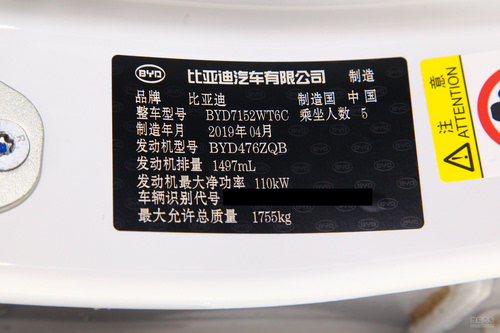 BYD 比亚迪汽车有限公司 制造
品牌 比亚迪 制造国 中国
整车型号 BYD7152WT6C 乘坐人数 5
制造年月 2019年04月
发动机型号 BYD476ZQB
发动机排量 1497mL
发动机最大净功率 110kW
车辆识别代号
最大允许总质量 1755kg
注意
ATTENTION